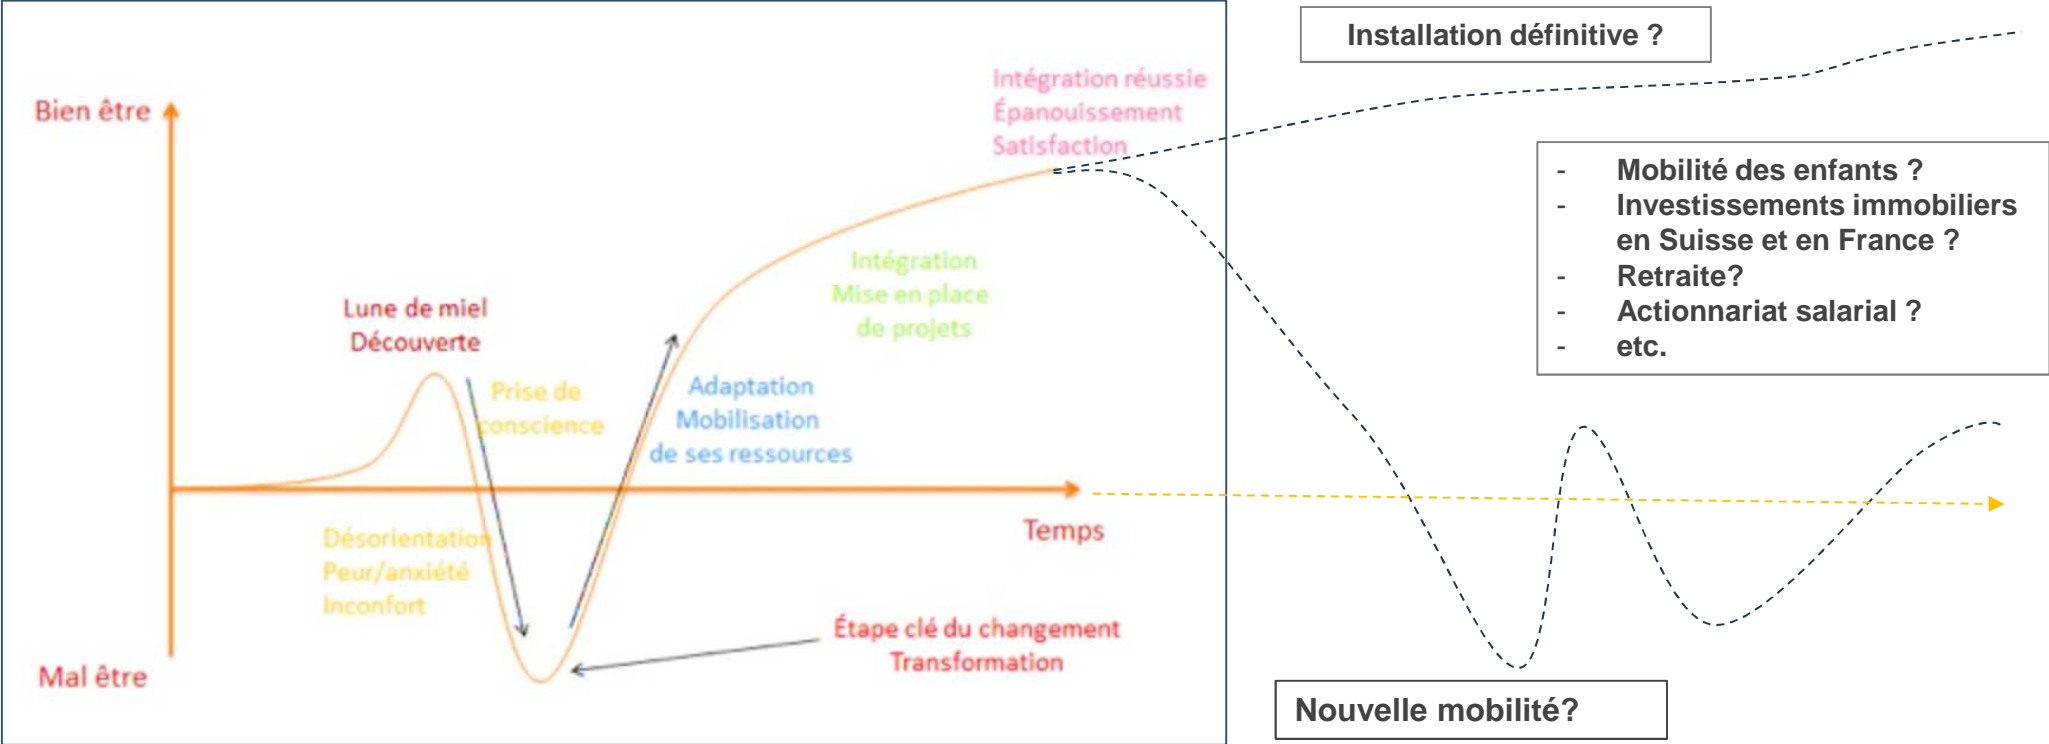 Bien être
Mal être
Temps
Lune de miel
Découverte
Prise de
conscience
Désorientation
Peur/anxiété
Inconfort
Adaptation
Mobilisation
de ses ressources
Étape clé du changement
Transformation
Intégration
Mise en place
de projets
Intégration réussie
Épanouissement
Satisfaction
Installation définitive ?
- Mobilité des enfants ?
- Investissements immobiliers
en Suisse et en France ?
- Retraite?
- Actionnariat salarial ?
- etc.
Nouvelle mobilité?